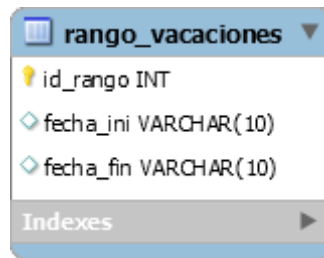 rango_vacaciones
id_rango INT
fecha_ini VARCHAR(10)
fecha_fin VARCHAR(10)
Indexes